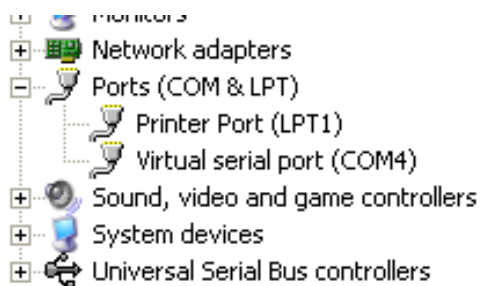 Monitors
Network adapters
Ports (COM & LPT)
Printer Port (LPT1)
Virtual serial port (COM4)
Sound, video and game controllers
System devices
Universal Serial Bus controllers